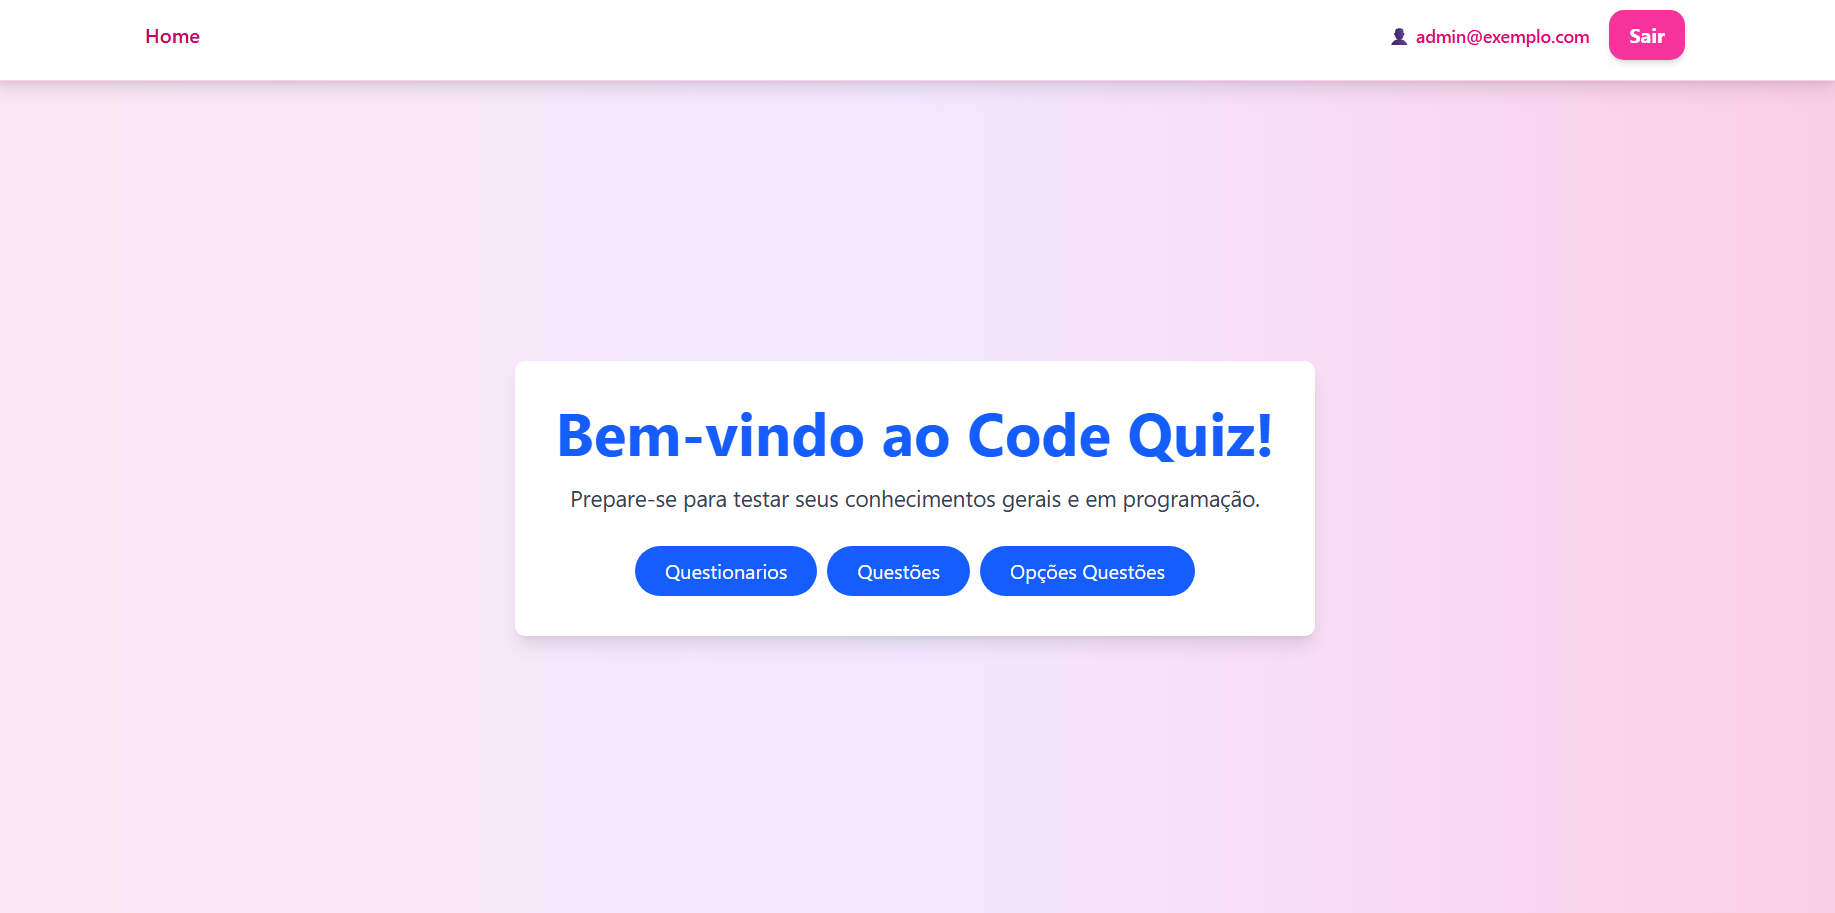 Home
admin@exemplo.com
Sair
Bem-vindo ao Code Quiz!
Prepare-se para testar seus conhecimentos gerais e em programação.
Questionarios
Questões
Opções Questões